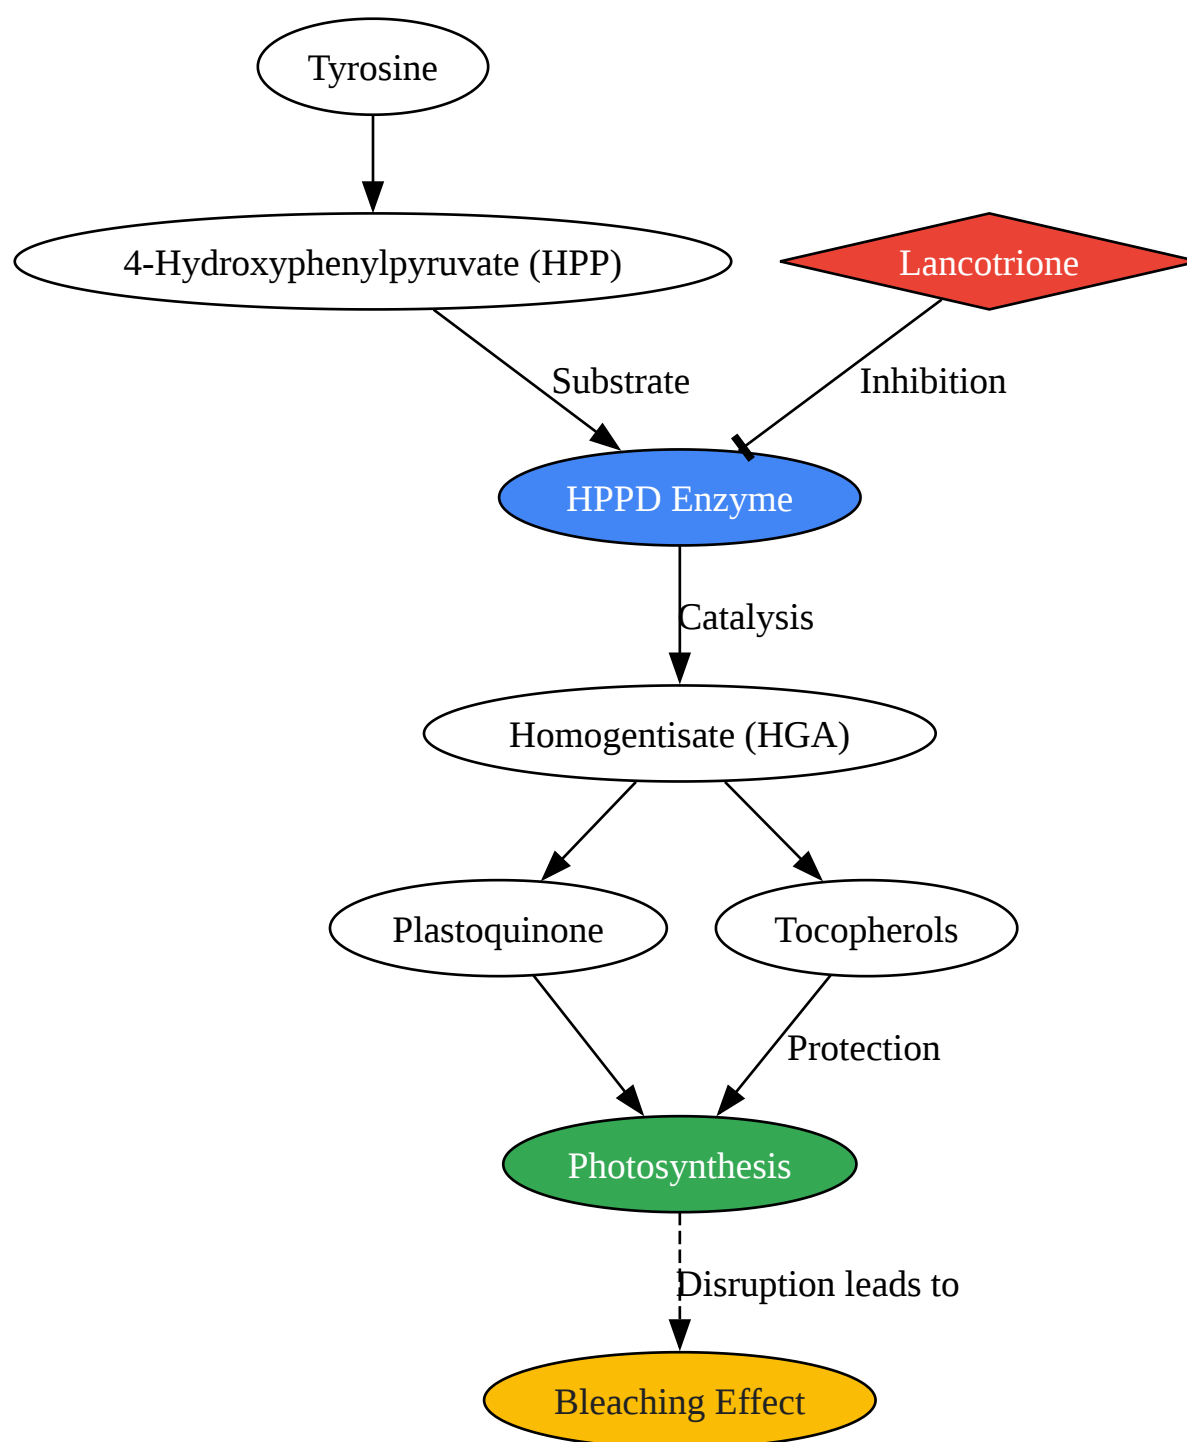 Tyrosine
4-Hydroxyphenylpyruvate (HPP)
Lancotrione
Substrate
Inhibition
HPPD Enzyme
Catalysis
Homogentisate (HGA)
Plastoquinone
Tocopherols
Protection
Photosynthesis
Disruption leads to
Bleaching Effect